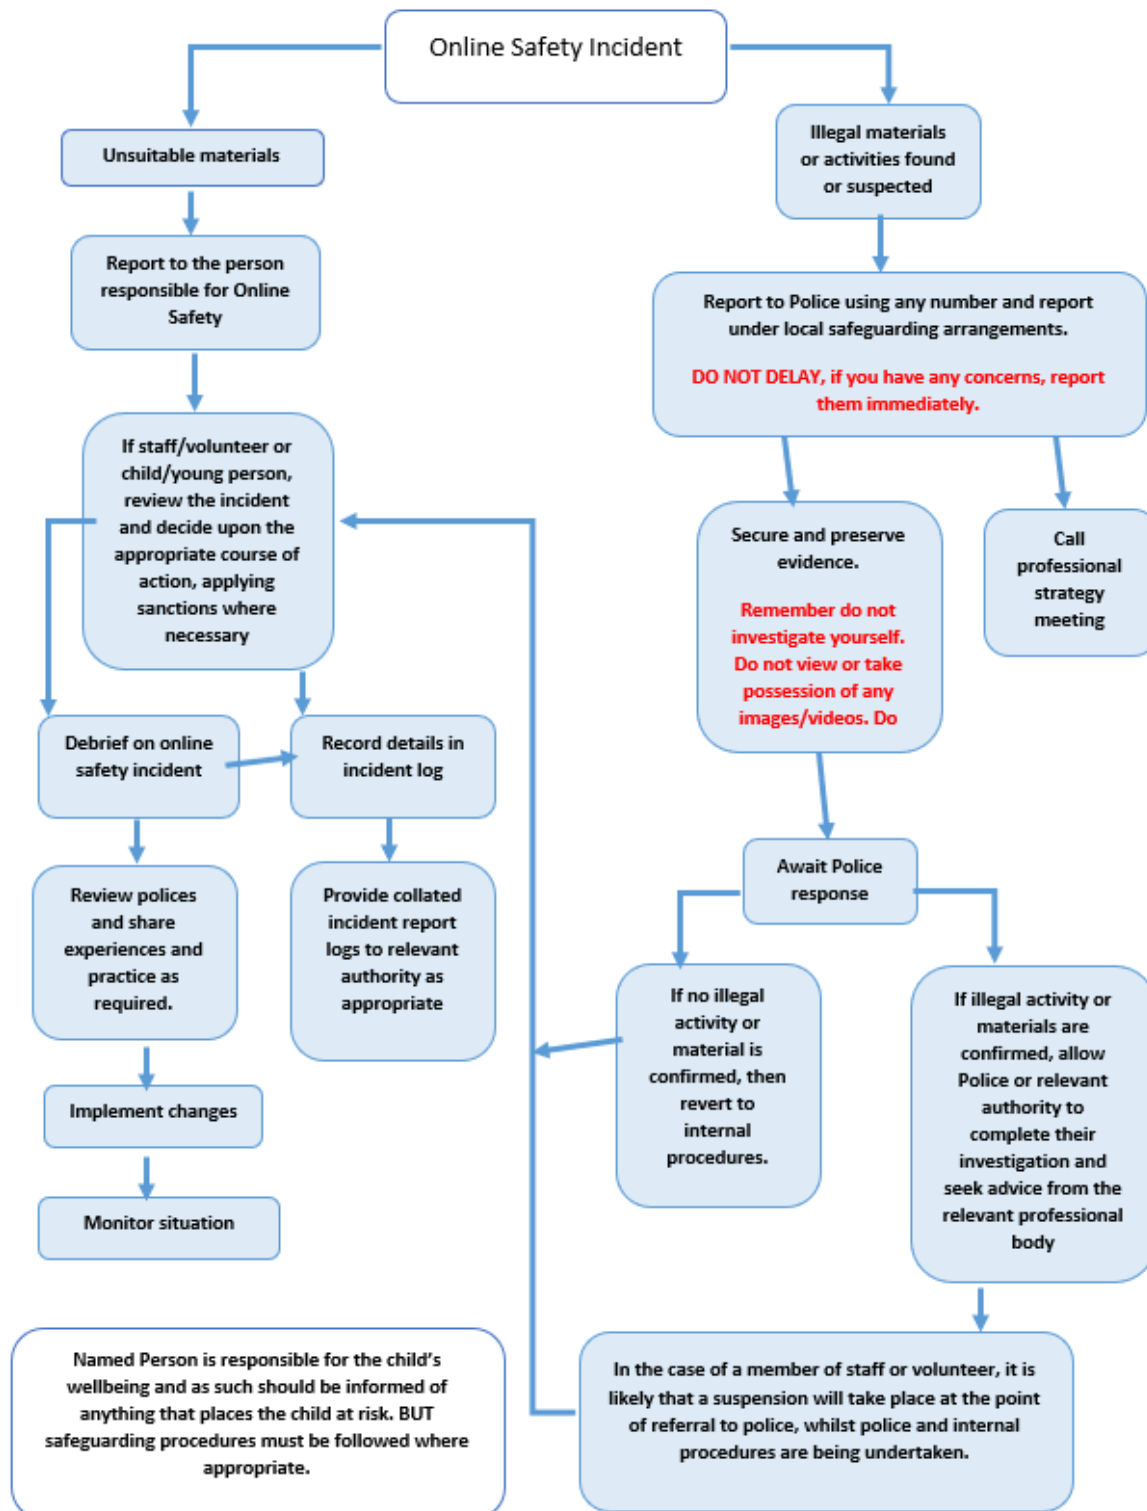 Online Safety Incident
Unsuitable materials
Illegal materials
or activities found
or suspected
Report to the person
responsible for Online
Safety
Report to Police using any number and report
under local safeguarding arrangements.
DO NOT DELAY, if you have any concerns, report
them immediately.
If staff/volunteer or
child/young person,
review the incident
and decide upon the
appropriate course of
action, applying
sanctions where
necessary
Secure and preserve
evidence.
Remember do not
investigate yourself.
Do not view or take
possession of any
images/videos. Do
Call
professional
strategy
meeting
Debrief on online
safety incident
Record details in
incident log
Review polices
and share
experiences and
practice as
required.
Provide collated
incident report
logs to relevant
authority as
appropriate
Await Police
response
If no illegal
activity or
material is
confirmed, then
revert to
internal
procedures.
If illegal activity or
materials are
confirmed, allow
Police or relevant
authority to
complete their
investigation and
seek advice from the
relevant professional
body
Implement changes
Monitor situation
Named Person is responsible for the child's
wellbeing and as such should be informed of
anything that places the child at risk. BUT
safeguarding procedures must be followed where
appropriate.
In the case of a member of staff or volunteer, it is
likely that a suspension will take place at the point
of referral to police, whilst police and internal
procedures are being undertaken.